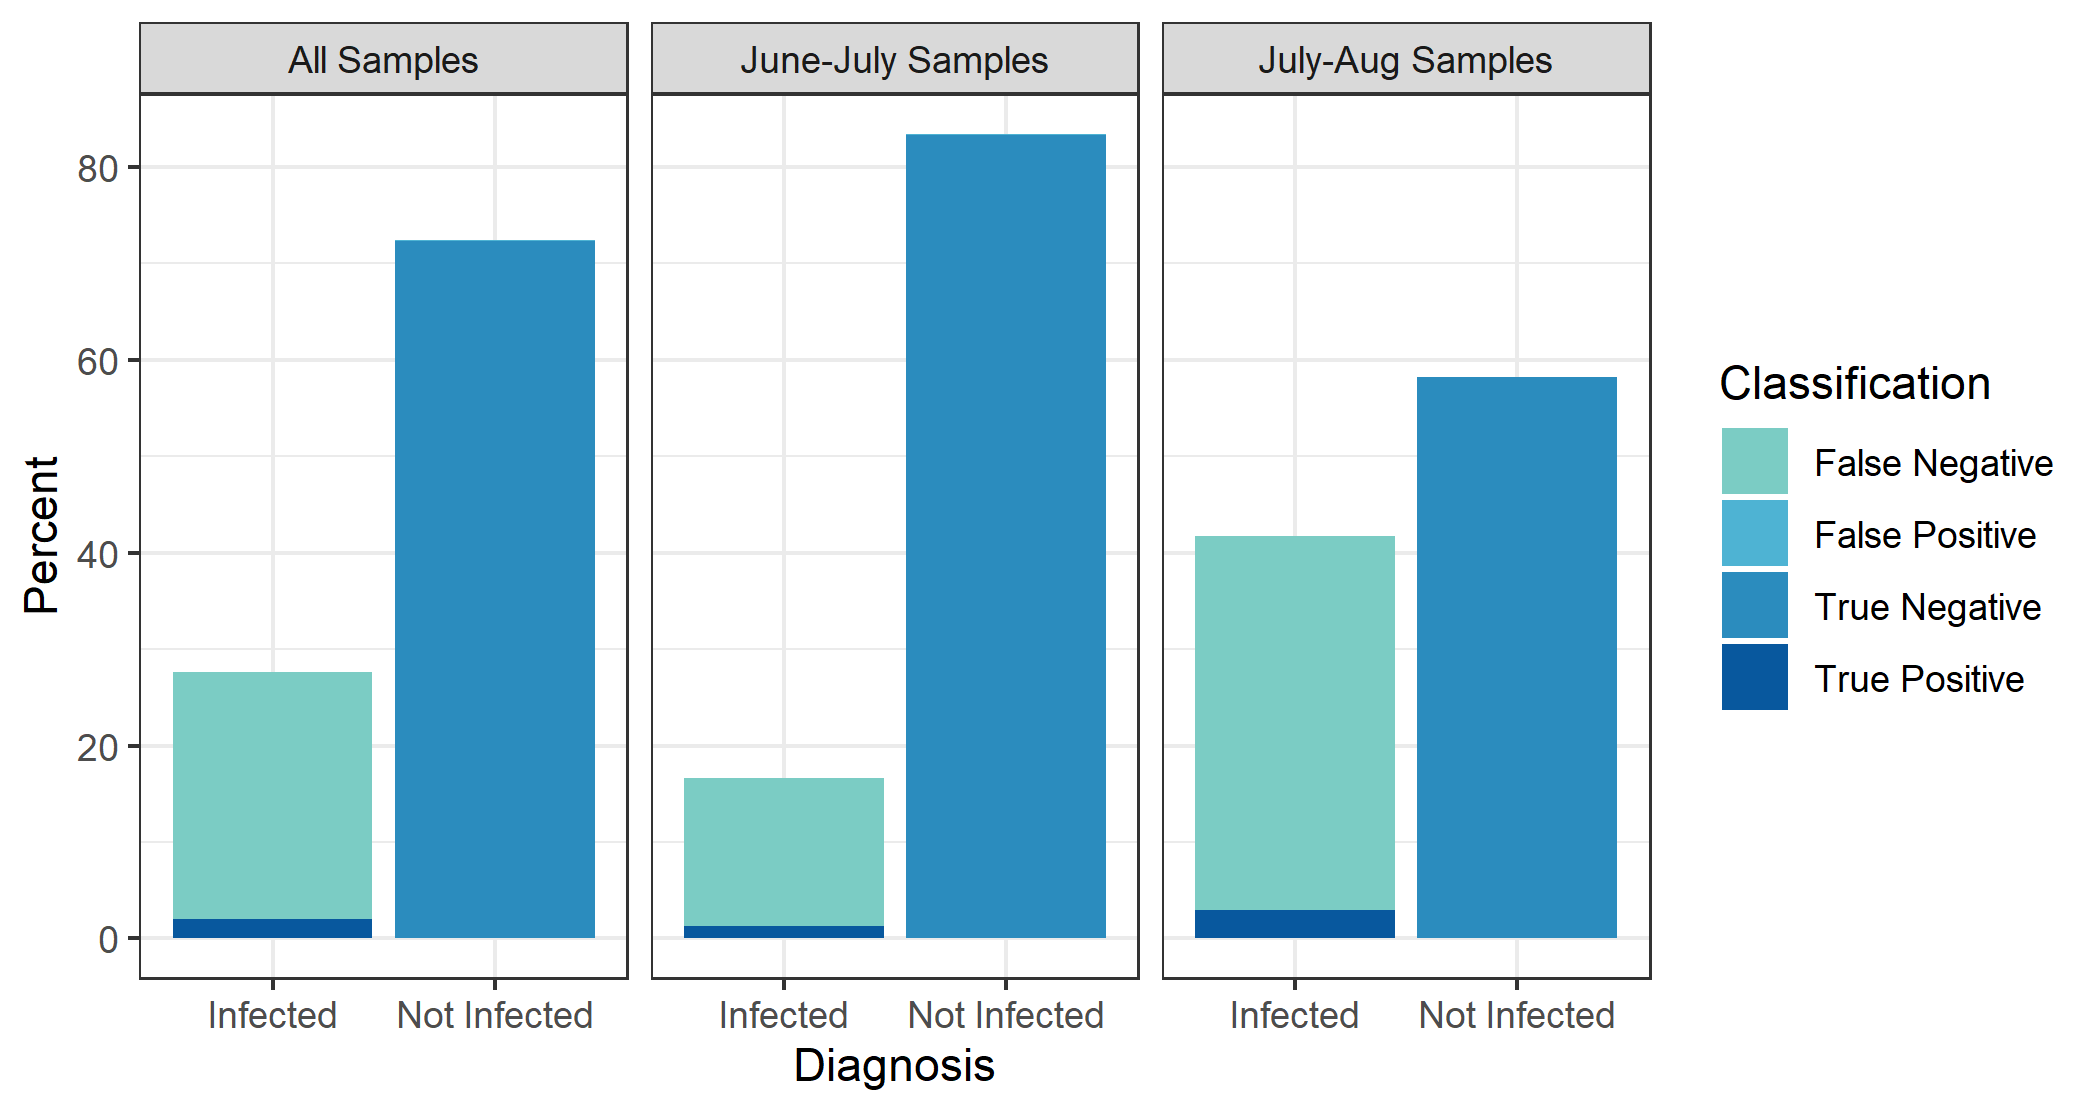 All Samples
June-July Samples
July-Aug Samples
Percent
80
60
40
20
0
Infected
Not Infected
Infected
Not Infected
Infected
Not Infected
Diagnosis
Classification
False Negative
False Positive
True Negative
True Positive